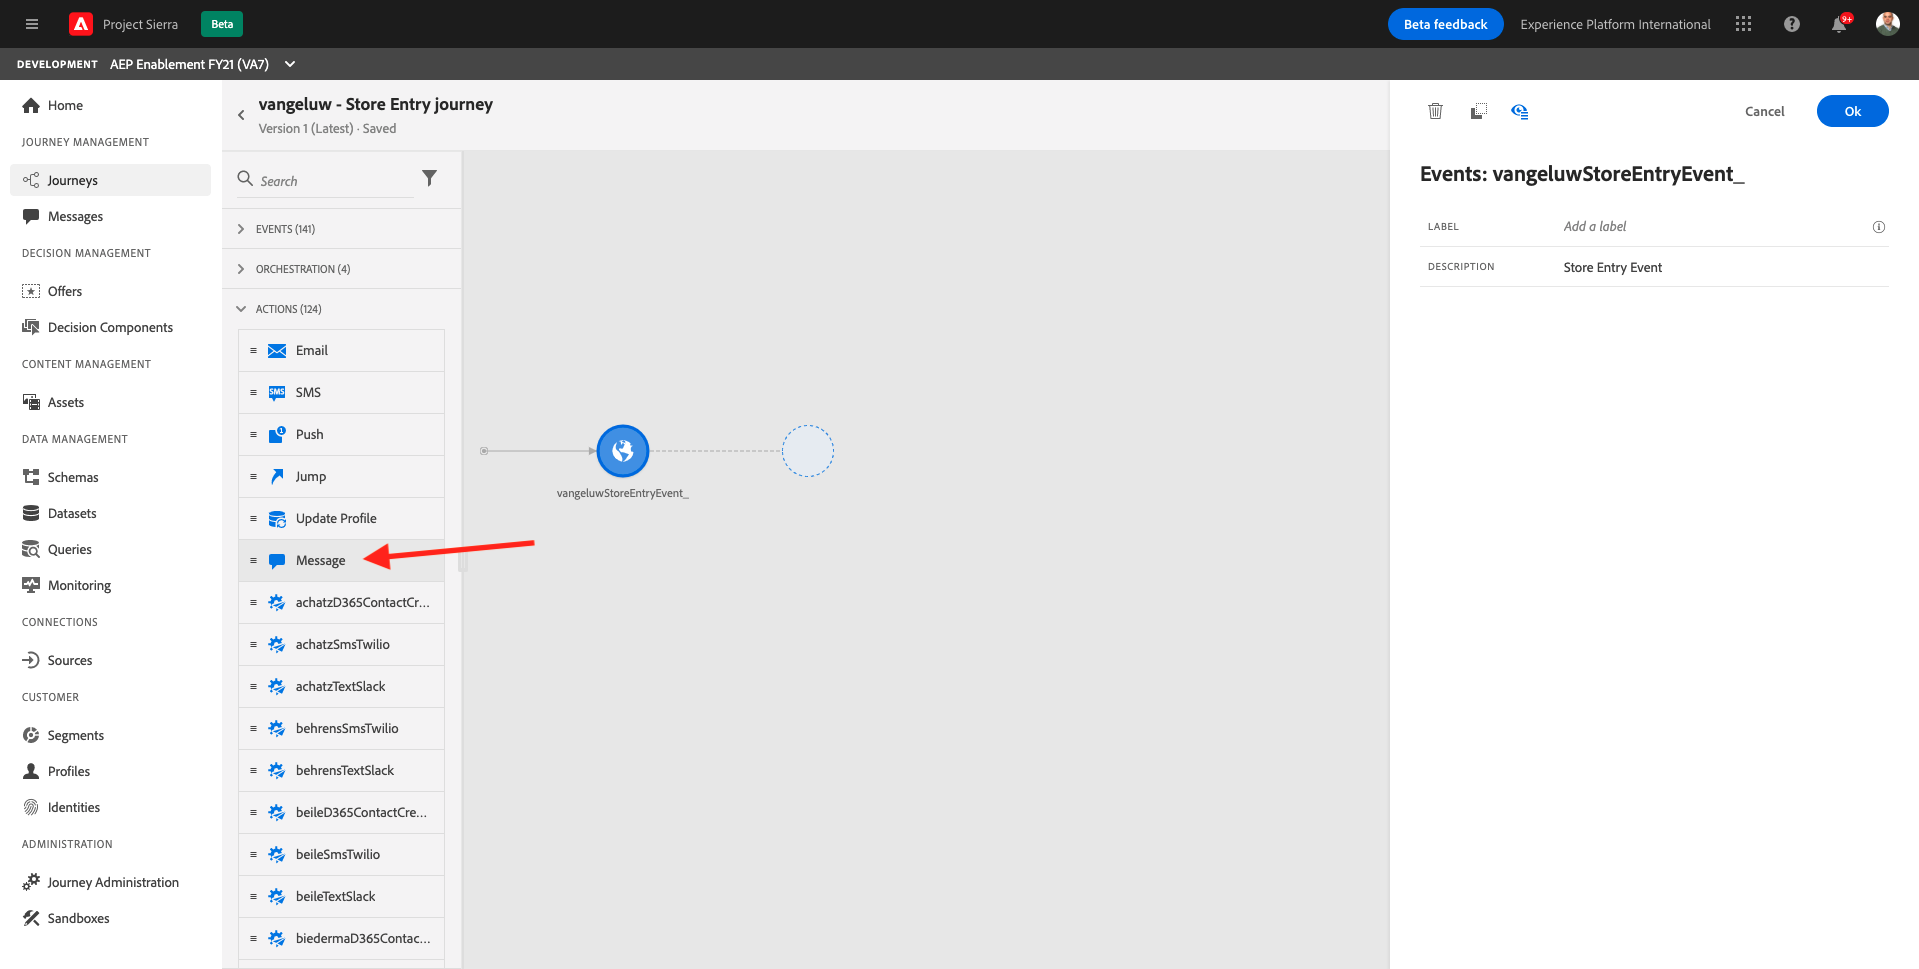 Project Sierra
Beta
Beta feedback
Experience Platform International
9+
DEVELOPMENT AEP Enablement FY21 (VA7)
Home
JOURNEY MANAGEMENT
Journeys
Messages
DECISION MANAGEMENT
Offers
Decision Components
CONTENT MANAGEMENT
Assets
DATA MANAGEMENT
Schemas
Datasets
Queries
Monitoring
CONNECTIONS
Sources
CUSTOMER
Segments
Profiles
Identities
ADMINISTRATION
Journey Administration
Sandboxes
vangeluw - Store Entry journey
Version 1 (Latest) · Saved
Search
EVENTS (141)
ORCHESTRATION (4)
ACTIONS (124)
Email
SMS
SMS
1
Push
Jump
Update Profile
Message
achatzD365ContactCr...
achatzSmsTwilio
achatzTextSlack
behrensSmsTwilio
behrensTextSlack
beileD365ContactCre...
beileSmsTwilio
beileTextSlack
biedermaD365Contac...
vangeluwStoreEntryEvent_
Cancel
Ok
Events: vangeluwStoreEntryEvent_
LABEL Add a label
DESCRIPTION Store Entry Event